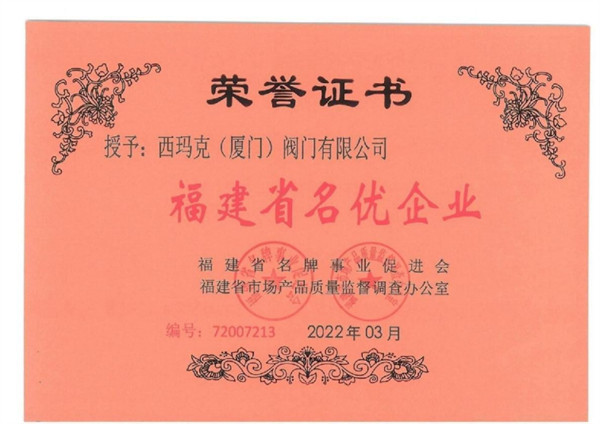 荣誉证书
授予：西玛克（厦门）阀门有限公司
福建省名优企业
福建省名牌事业促进会
福建省市场产品质量监督调查办公室
编号：72007213 2022年03月